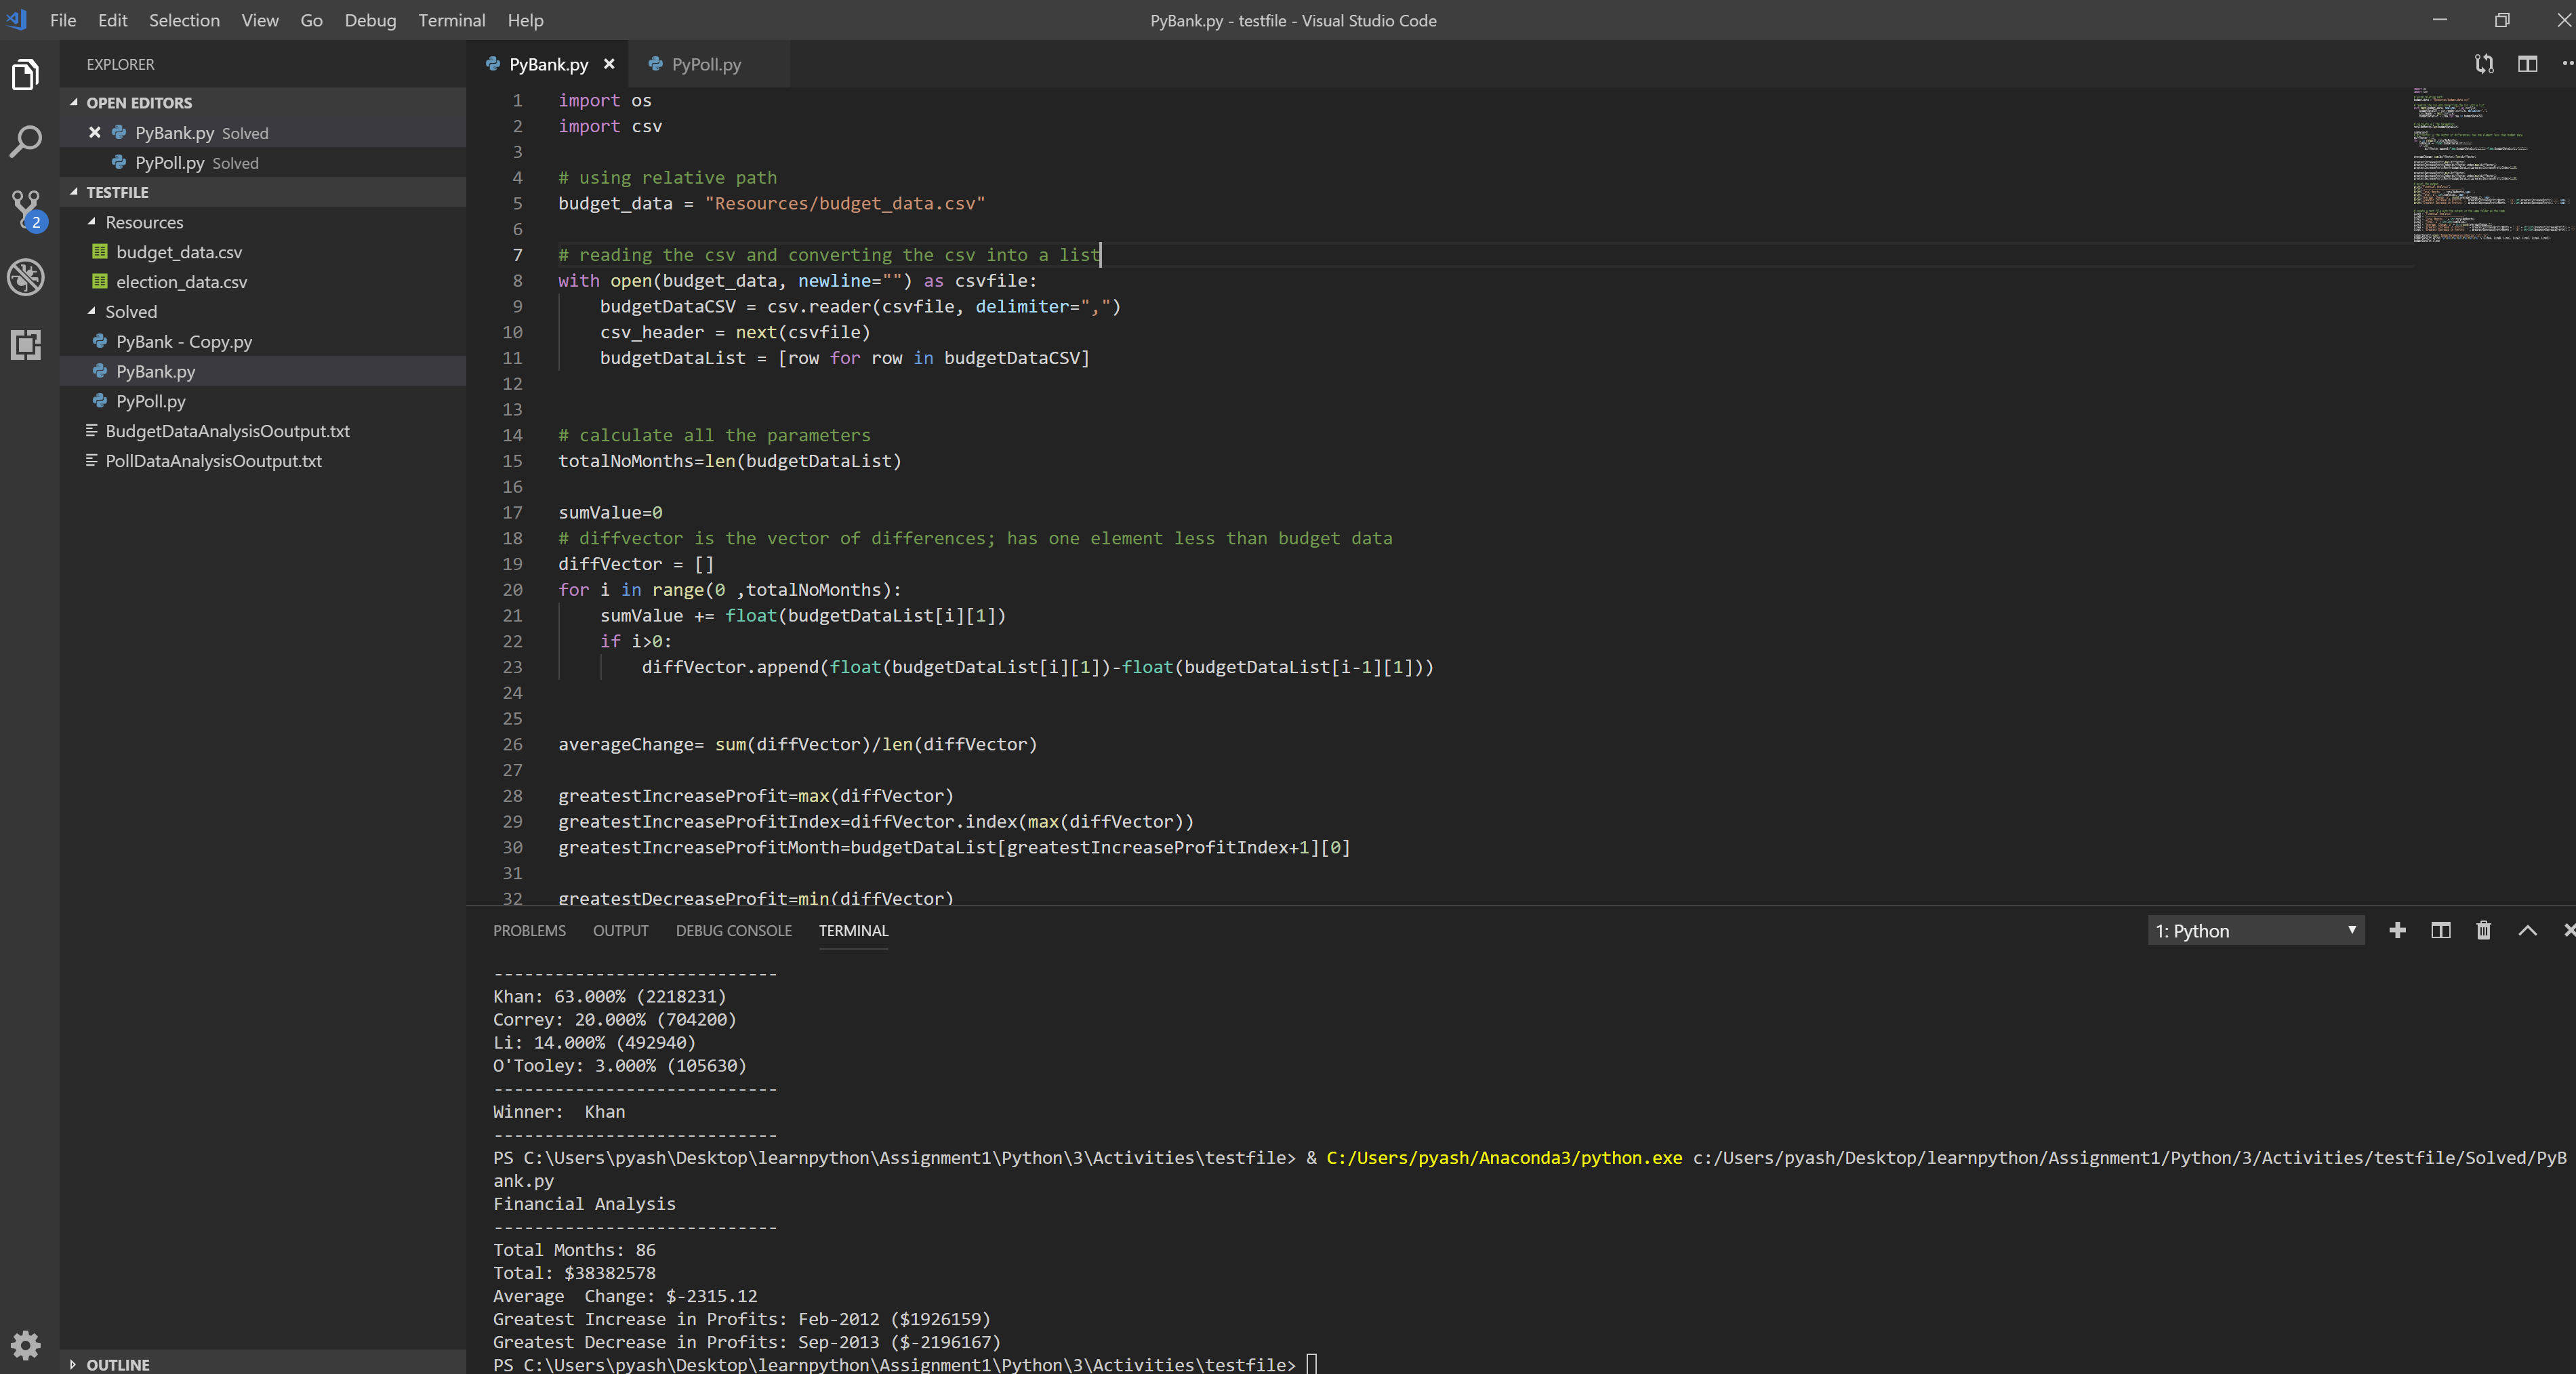 File Edit Selection View Go Debug Terminal Help
PyBank.py - testfile - Visual Studio Code
EXPLORER
OPEN EDITORS
PyBank.py Solved
PyPoll.py Solved
TESTFILE
Resources
budget_data.csv
election_data.csv
Solved
PyBank - Copy.py
PyBank.py
PyPoll.py
BudgetDataAnalysisOoutput.txt
PollDataAnalysisOoutput.txt
OUTLINE
2
PyBank.py PyPoll.py
1 import os
2 import csv
3
4 # using relative path
5 budget_data = "Resources/budget_data.csv"
6
7 # reading the csv and converting the csv into a list
8 with open(budget_data, newline="") as csvfile:
9 budgetDataCSV = csv.reader(csvfile, delimiter=",")
10 csv_header = next(csvfile)
11 budgetDataList = [row for row in budgetDataCSV]
12
13
14 # calculate all the parameters
15 totalNoMonths=len(budgetDataList)
16
17 sumValue=0
18 # diffvector is the vector of differences; has one element less than budget data
19 diffVector = []
20 for i in range(0 ,totalNoMonths):
21 sumValue += float(budgetDataList[i][1])
22 if i>0:
23 diffVector.append(float(budgetDataList[i][1])-float(budgetDataList[i-1][1]))
24
25
26 averageChange= sum(diffVector)/len(diffVector)
27
28 greatestIncreaseProfit=max(diffVector)
29 greatestIncreaseProfitIndex=diffVector.index(max(diffVector))
30 greatestIncreaseProfitMonth=budgetDataList[greatestIncreaseProfitIndex+1][0]
31
32 greatestDecreaseProfit=min(diffVector)
PROBLEMS OUTPUT DEBUG CONSOLE TERMINAL
1: Python
----------------------------
Khan: 63.000% (2218231)
Correy: 20.000% (704200)
Li: 14.000% (492940)
O'Tooley: 3.000% (105630)
----------------------------
Winner:  Khan
----------------------------
PS C:\Users\pyash\Desktop\learnpython\Assignment1\Python\3\Activities\testfile> & C:/Users/pyash/Anaconda3/python.exe c:/Users/pyash/Desktop/learnpython/Assignment1/Python/3/Activities/testfile/Solved/PyB
ank.py
Financial Analysis
----------------------------
Total Months: 86
Total: $38382578
Average  Change: $-2315.12
Greatest Increase in Profits: Feb-2012 ($1926159)
Greatest Decrease in Profits: Sep-2013 ($-2196167)
PS C:\Users\pyash\Desktop\learnpython\Assignment1\Python\3\Activities\testfile>